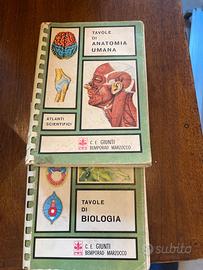 TAVOLE
DI
ANATOMIA
UMANA
ATLANTI
SCIENTIFICI
C. E. GIUNTI
BEMPORAD MARZOCCO
TAVOLE
DI
BIOLOGIA
C. E. GIUNTI
BEMPORAD MARZOCCO
subito